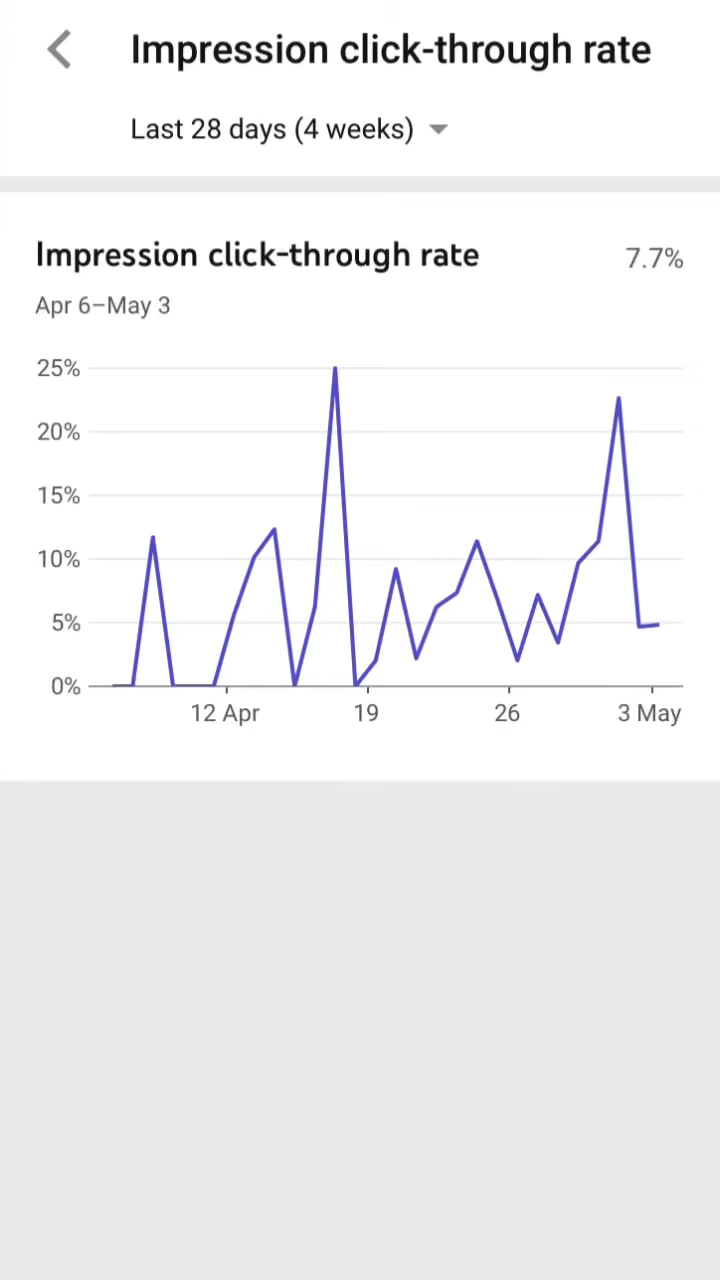 Impression click-through rate
Last 28 days (4 weeks)
Impression click-through rate
7.7%
Apr 6–May 3
25%
20%
15%
10%
5%
0%
12 Apr 19 26 3 May